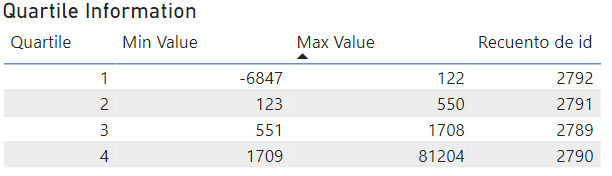 Quartile Information
Quartile Min Value Max Value Recuento de id
1 -6847 122 2792
2 123 550 2791
3 551 1708 2789
4 1709 81204 2790